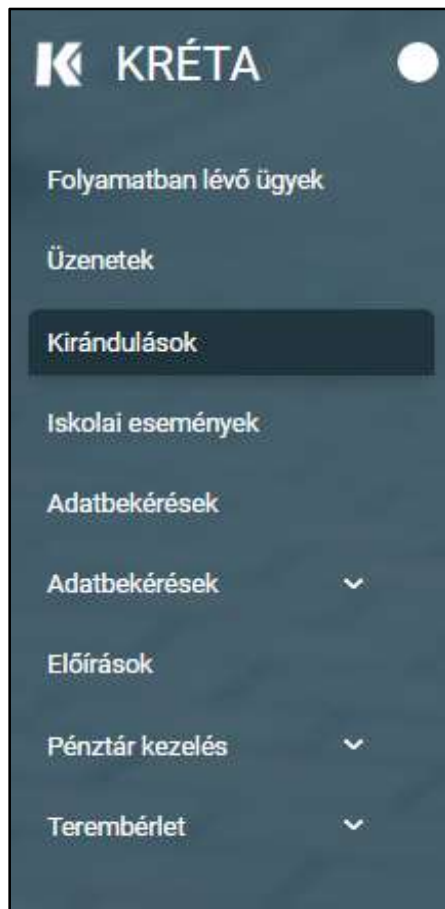 KRÉTA
Folyamatban lévő ügyek
Üzenetek
Kirándulások
Iskolai események
Adatbekérések
Adatbekérések
Előírások
Pénztár kezelés
Terembérlet